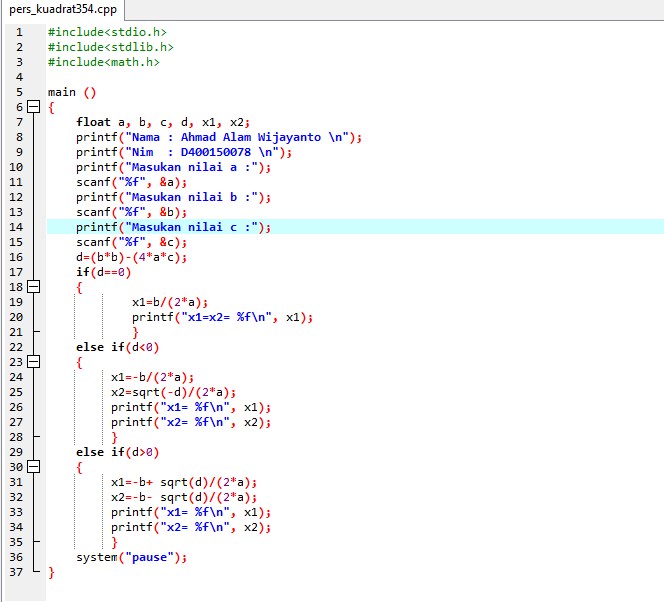 pers_kuadrat354.cpp
1 #include<stdio.h>
2 #include<stdlib.h>
3 #include<math.h>
4
5 main ()
6 {
7 float a, b, c, d, x1, x2;
8 printf("Nama : Ahmad Alam Wijayanto \n");
9 printf("Nim  : D400150078 \n");
10 printf("Masukan nilai a :");
11 scanf("%f", &a);
12 printf("Masukan nilai b :");
13 scanf("%f", &b);
14 printf("Masukan nilai c :");
15 scanf("%f", &c);
16 d=(b*b)-(4*a*c);
17 if(d==0)
18 {
19 x1=b/(2*a);
20 printf("x1=x2= %f\n", x1);
21 }
22 else if(d<0)
23 {
24 x1=-b/(2*a);
25 x2=sqrt(-d)/(2*a);
26 printf("x1= %f\n", x1);
27 printf("x2= %f\n", x2);
28 }
29 else if(d>0)
30 {
31 x1=-b+ sqrt(d)/(2*a);
32 x2=-b- sqrt(d)/(2*a);
33 printf("x1= %f\n", x1);
34 printf("x2= %f\n", x2);
35 }
36 system("pause");
37 }